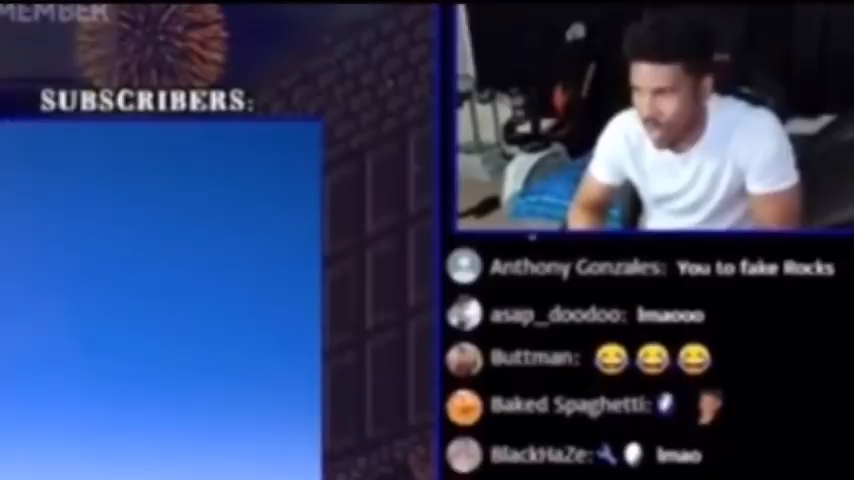 MEMBER
SUBSCRIBERS:
Anthony Gonzales: You to fake Rocks
asap_doodoo: lmaooo
Buttman: 😂😂😂
Baked Spaghetti:
BlackHaZe: lmao